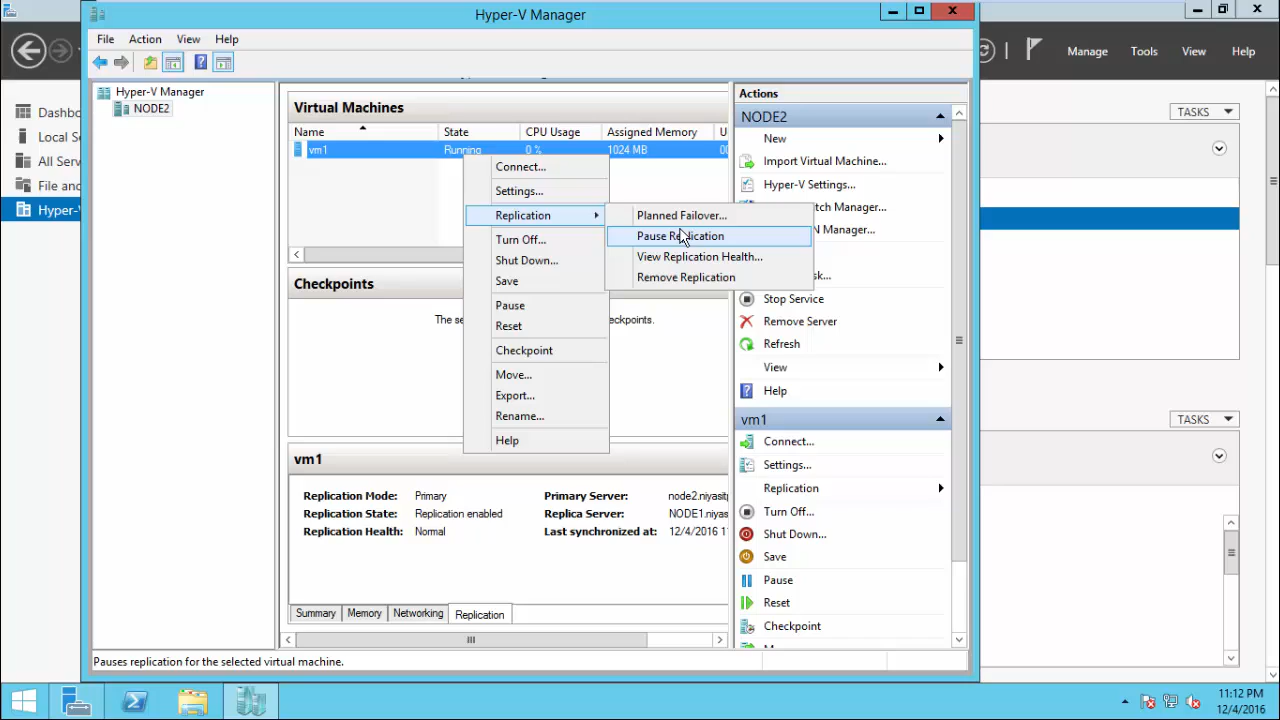 Hyper-V Manager
File Action View Help
Manage Tools View Help
Hyper-V Manager
NODE2
Dashbo
Local Se
All Serv
File and
Hyper-V
Virtual Machines
Name State CPU Usage Assigned Memory U
vm1 Running 0 % 1024 MB 00
Connect...
Settings...
Replication
Turn Off...
Shut Down...
Save
Pause
Reset
Checkpoint
Move...
Export...
Rename...
Help
Planned Failover...
Pause Replication
View Replication Health...
Remove Replication
Checkpoints
The se
ckpoints.
vm1
Replication Mode: Primary Primary Server: node2.niyasitp
Replication State: Replication enabled Replica Server: NODE1.niyas
Replication Health: Normal Last synchronized at: 12/4/2016
Summary Memory Networking Replication
Actions
NODE2
New
Import Virtual Machine...
Hyper-V Settings...
tch Manager...
N Manager...
sk...
Stop Service
Remove Server
Refresh
View
Help
vm1
Connect...
Settings...
Replication
Turn Off...
Shut Down...
Save
Pause
Reset
Checkpoint
TASKS
TASKS
Pauses replication for the selected virtual machine.
11:12 PM
12/4/2016